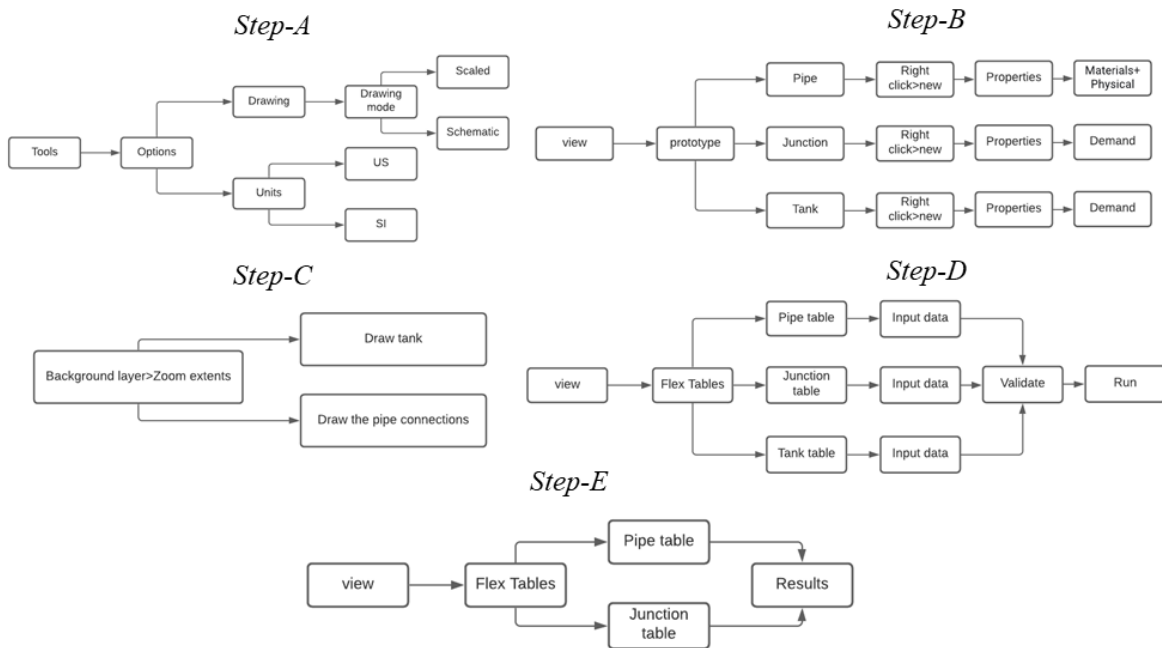 Step-A
Scaled
Drawing
Drawing
mode
Schematic
Tools
Options
US
Units
SI
Step-B
Pipe
Right
click>new
Properties
Materials+
Physical
view
prototype
Junction
Right
click>new
Properties
Demand
Tank
Right
click>new
Properties
Demand
Step-C
Draw tank
Background layer>Zoom extents
Draw the pipe connections
Step-D
Pipe table
Input data
view
Flex Tables
Junction
table
Input data
Validate
Run
Tank table
Input data
Step-E
Pipe table
view
Flex Tables
Results
Junction
table